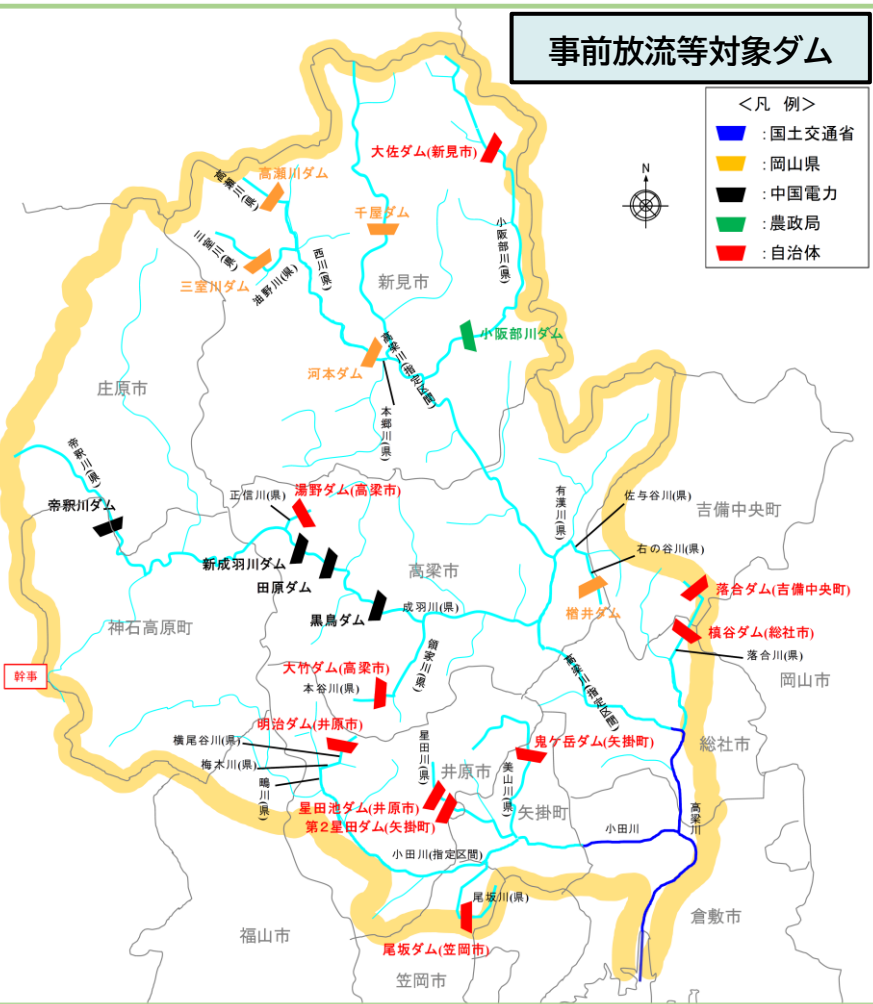 事前放流等対象ダム
<凡 例>
：国土交通省
：岡山県
：中国電力
：農政局
：自治体
N
大佐ダム(新見市)
高瀬川ダム
高瀬川(県)
千屋ダム
小阪部川(県)
三室川(県)
西川(県)
三室川ダム
油野川(県)
新見市
小阪部川ダム
高梁川(指定区間)
河本ダム
庄原市
本郷川(県)
帝釈川(県)
帝釈川ダム
正信川(県)
湯野ダム(高梁市)
有漢川(県)
佐与谷川(県)
吉備中央町
右の谷川(県)
新成羽川ダム
田原ダム
高梁市
黒鳥ダム
成羽川(県)
楢井ダム
落合ダム(吉備中央町)
神石高原町
槙谷ダム(総社市)
落合川(県)
領家川(県)
大竹ダム(高梁市)
本谷川(県)
高梁川(指定区間)
岡山市
幹事
明治ダム(井原市)
横尾谷川(県)
梅木川(県)
鴫川(県)
星田川(県)
井原市
鬼ケ岳ダム(矢掛町)
美山川(県)
総社市
星田池ダム(井原市)
第２星田ダム(矢掛町)
矢掛町
小田川
高梁川
小田川(指定区間)
尾坂川(県)
倉敷市
福山市
尾坂ダム(笠岡市)
笠岡市